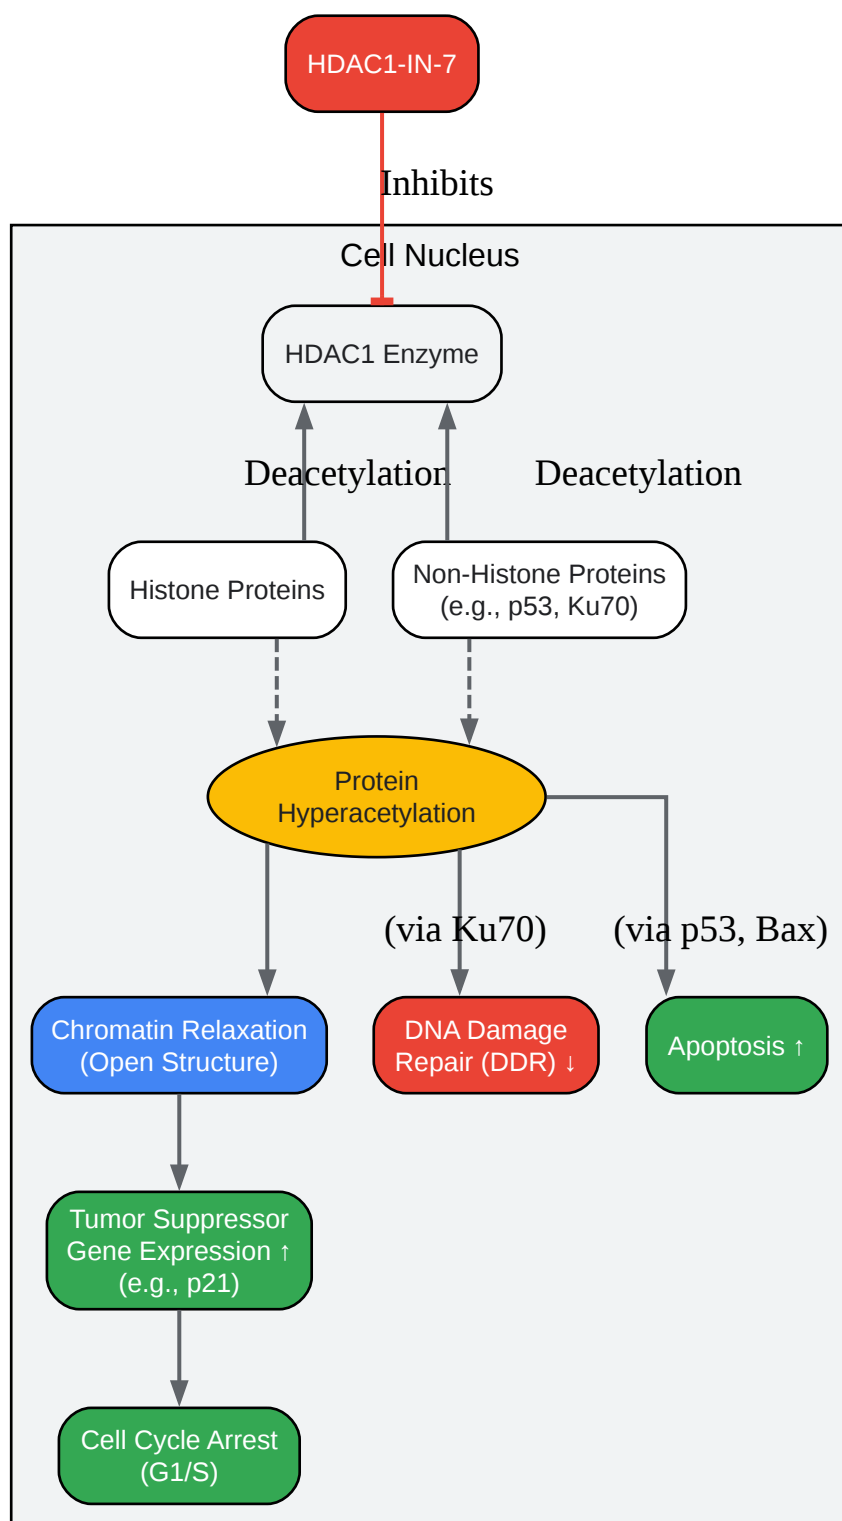 HDAC1-IN-7
Inhibits
Cell Nucleus
HDAC1 Enzyme
Deacetylation
Deacetylation
Histone Proteins
Non-Histone Proteins
(e.g., p53, Ku70)
Protein
Hyperacetylation
(via Ku70)
(via p53, Bax)
Chromatin Relaxation
(Open Structure)
DNA Damage
Repair (DDR) ↓
Apoptosis ↑
Tumor Suppressor
Gene Expression ↑
(e.g., p21)
Cell Cycle Arrest
(G1/S)